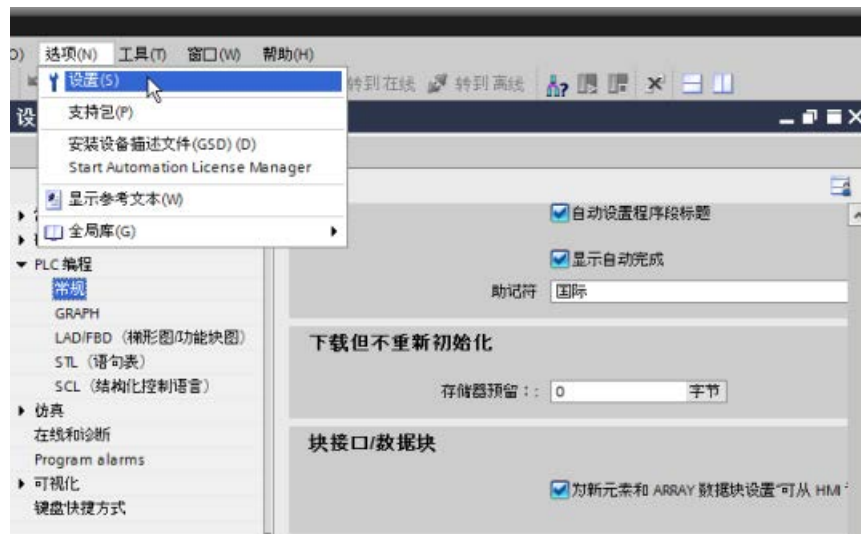 选项(N) 工具(T) 窗口(W) 帮助(H)
设置(S) 转到在线 转到离线
设
支持包(P)
安装设备描述文件(GSD) (D)
Start Automation License Manager
显示参考文本(W)
全局库(G)
自动设置程序段标题
显示自动完成
助记符 国际
PLC 编程
常规
GRAPH
LAD/FBD（梯形图/功能块图）
STL（语句表）
SCL（结构化控制语言）
仿真
在线和诊断
Program alarms
可视化
键盘快捷方式
下载但不重新初始化
存储器预留：: 0 字节
块接口/数据块
为新元素和 ARRAY 数据块设置“可从 HMI